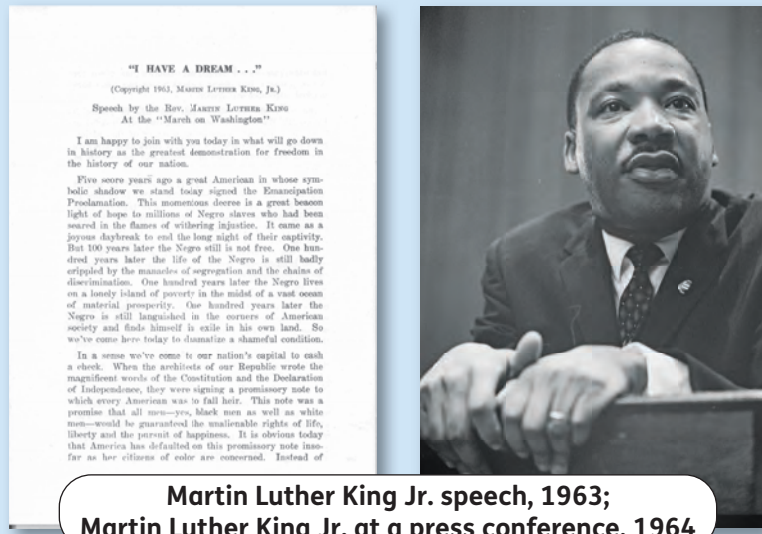 "I HAVE A DREAM . . ."
(Copyright 1963, MARTIN LUTHER KING, JR.)
Speech by the Rev. MARTIN LUTHER KING
At the "March on Washington"
I am happy to join with you today in what will go down
in history as the greatest demonstration for freedom in
the history of our nation.
Five score years ago a great American in whose sym-
bolic shadow we stand today signed the Emancipation
Proclamation. This momentous decree is a great beacon
light of hope to millions of Negro slaves who had been
seared in the flames of withering injustice. It came as a
joyous daybreak to end the long night of their captivity.
But 100 years later the Negro still is not free. One hun-
dred years later the life of the Negro is still badly
crippled by the manacles of segregation and the chains of
discrimination. One hundred years later the Negro lives
on a lonely island of poverty in the midst of a vast ocean
of material prosperity. One hundred years later the
Negro is still languished in the corners of American
society and finds himself in exile in his own land. So
we've come here today to dramatize a shameful condition.
In a sense we've come to our nation's capital to cash
a check. When the architects of our Republic wrote the
magnificent words of the Constitution and the Declaration
of Independence, they were signing a promissory note to
which every American was to fall heir. This note was a
promise that all men—yes, black men as well as white
men—would be guaranteed the unalienable rights of life,
liberty and the pursuit of happiness. It is obvious today
that America has defaulted on this promissory note inso-
far as her citizens of color are concerned. Instead of
Martin Luther King Jr. speech, 1963;
Martin Luther King Jr. at a press conference, 1964